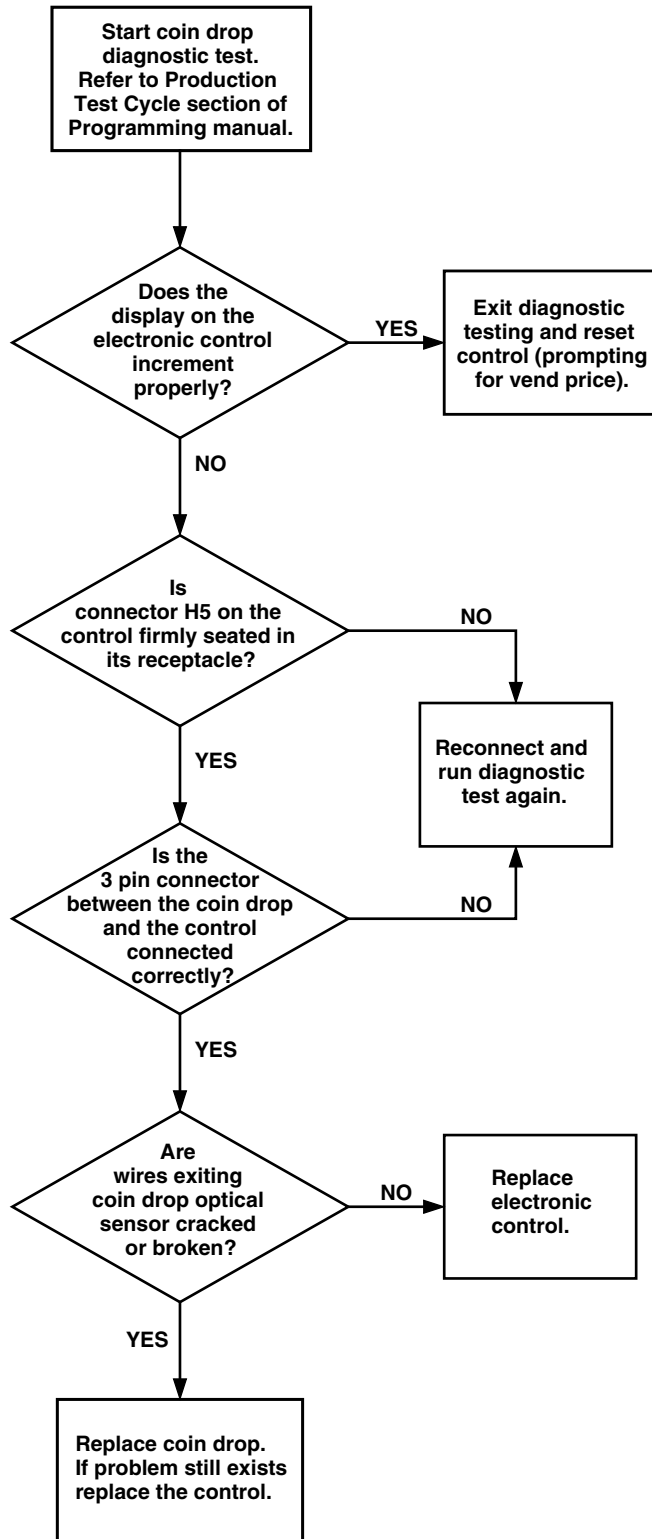 Start coin drop
diagnostic test.
Refer to Production
Test Cycle section of
Programming manual.
Does the
display on the
electronic control
increment
properly?
YES
Exit diagnostic
testing and reset
control (prompting
for vend price).
NO
Is
connector H5 on the
control firmly seated in
its receptacle?
NO
YES
Reconnect and
run diagnostic
test again.
Is the
3 pin connector
between the coin drop
and the control
connected
correctly?
NO
YES
Are
wires exiting
coin drop optical
sensor cracked
or broken?
NO
Replace
electronic
control.
YES
Replace coin drop.
If problem still exists
replace the control.